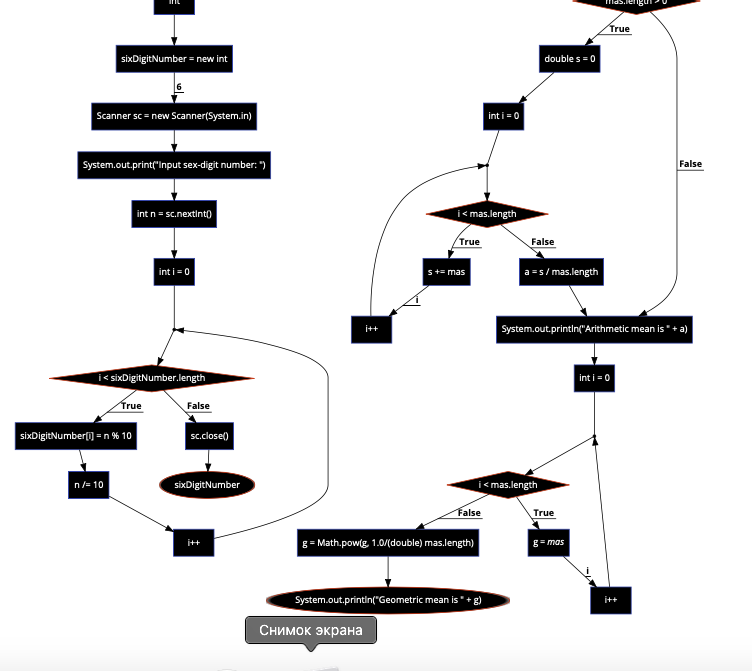 int
sixDigitNumber = new int
6
Scanner sc = new Scanner(System.in)
System.out.print("Input sex-digit number: ")
int n = sc.nextInt()
int i = 0
i < sixDigitNumber.length
True
False
sixDigitNumber[i] = n % 10
sc.close()
n /= 10
sixDigitNumber
i++
mas.length > 0
True
double s = 0
int i = 0
False
i < mas.length
True
False
s += mas
a = s / mas.length
i
i++
System.out.println("Arithmetic mean is " + a)
int i = 0
i < mas.length
False
True
g = Math.pow(g, 1.0/(double) mas.length)
g = mas
i
System.out.println("Geometric mean is " + g)
i++
Снимок экрана